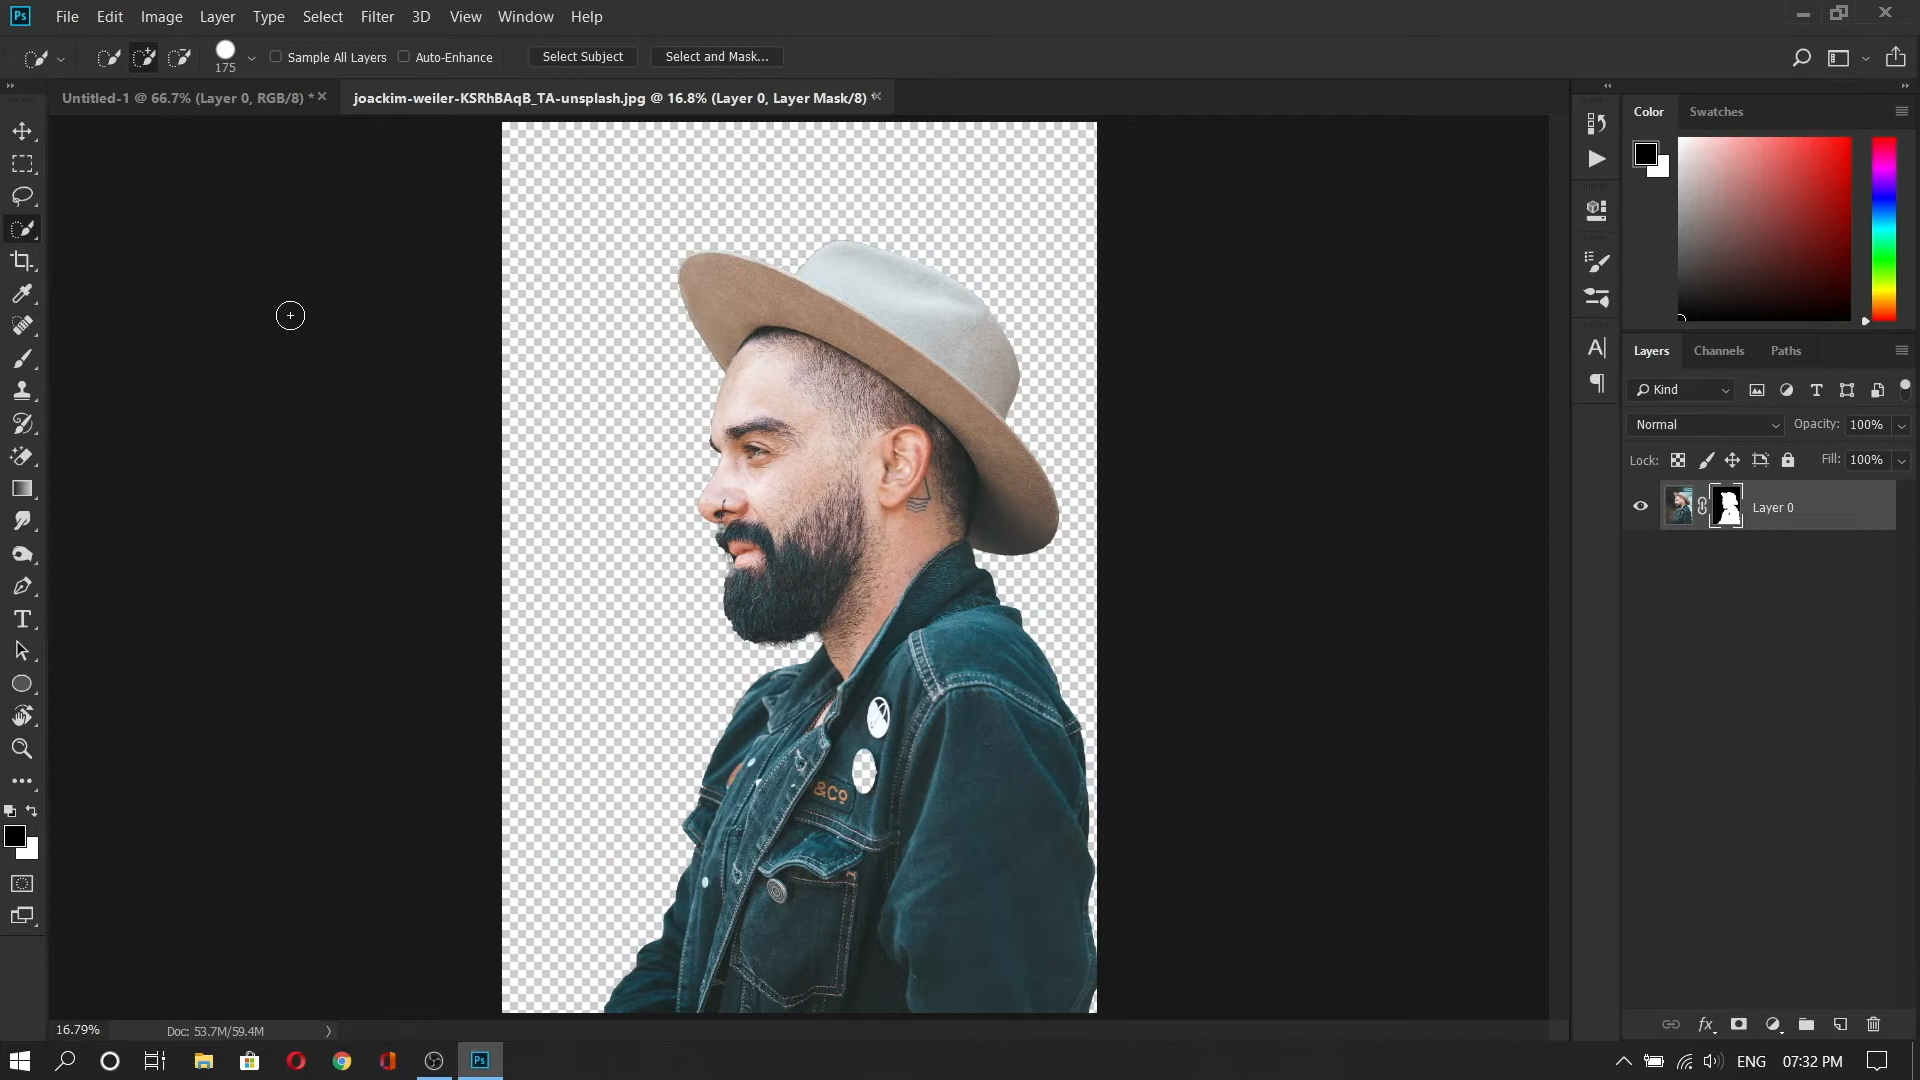 Ps File Edit Image Layer Type Select Filter 3D View Window Help
175 Sample All Layers Auto-Enhance Select Subject Select and Mask...
Untitled-1 @ 66.7% (Layer 0, RGB/8) * joackim-weiler-KSRhBAqB_TA-unsplash.jpg @ 16.8% (Layer 0, Layer Mask/8) *
Color Swatches
Layers Channels Paths
Kind
Normal Opacity: 100%
Lock: Fill: 100%
Layer 0
&Co
16.79% Doc: 53.7M/59.4M
Ps ENG 07:32 PM